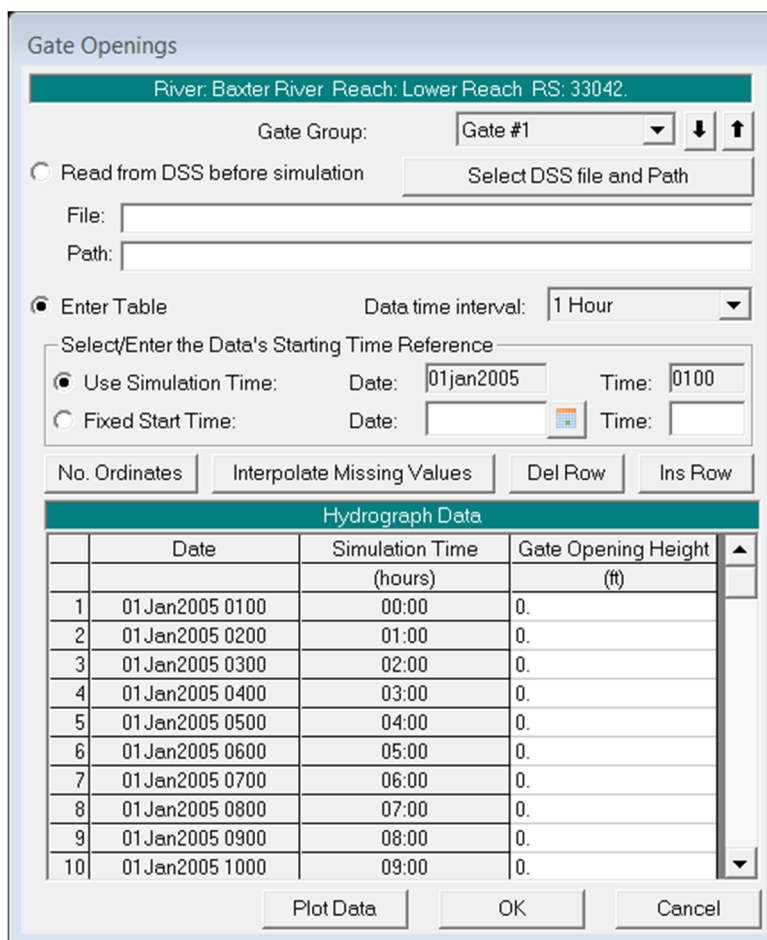 Gate Openings
River: Baxter River Reach: Lower Reach RS: 33042.
Gate Group: Gate #1
Read from DSS before simulation Select DSS file and Path
File:
Path:
Enter Table Data time interval: 1 Hour
Select/Enter the Data's Starting Time Reference
Use Simulation Time: Date: 01jan2005 Time: 0100
Fixed Start Time: Date: Time:
No. Ordinates Interpolate Missing Values Del Row Ins Row
Hydrograph Data
Date Simulation Time Gate Opening Height
(hours) (ft)
1 01Jan2005 0100 00:00 0.
2 01Jan2005 0200 01:00 0.
3 01Jan2005 0300 02:00 0.
4 01Jan2005 0400 03:00 0.
5 01Jan2005 0500 04:00 0.
6 01Jan2005 0600 05:00 0.
7 01Jan2005 0700 06:00 0.
8 01Jan2005 0800 07:00 0.
9 01Jan2005 0900 08:00 0.
10 01Jan2005 1000 09:00 0.
Plot Data OK Cancel